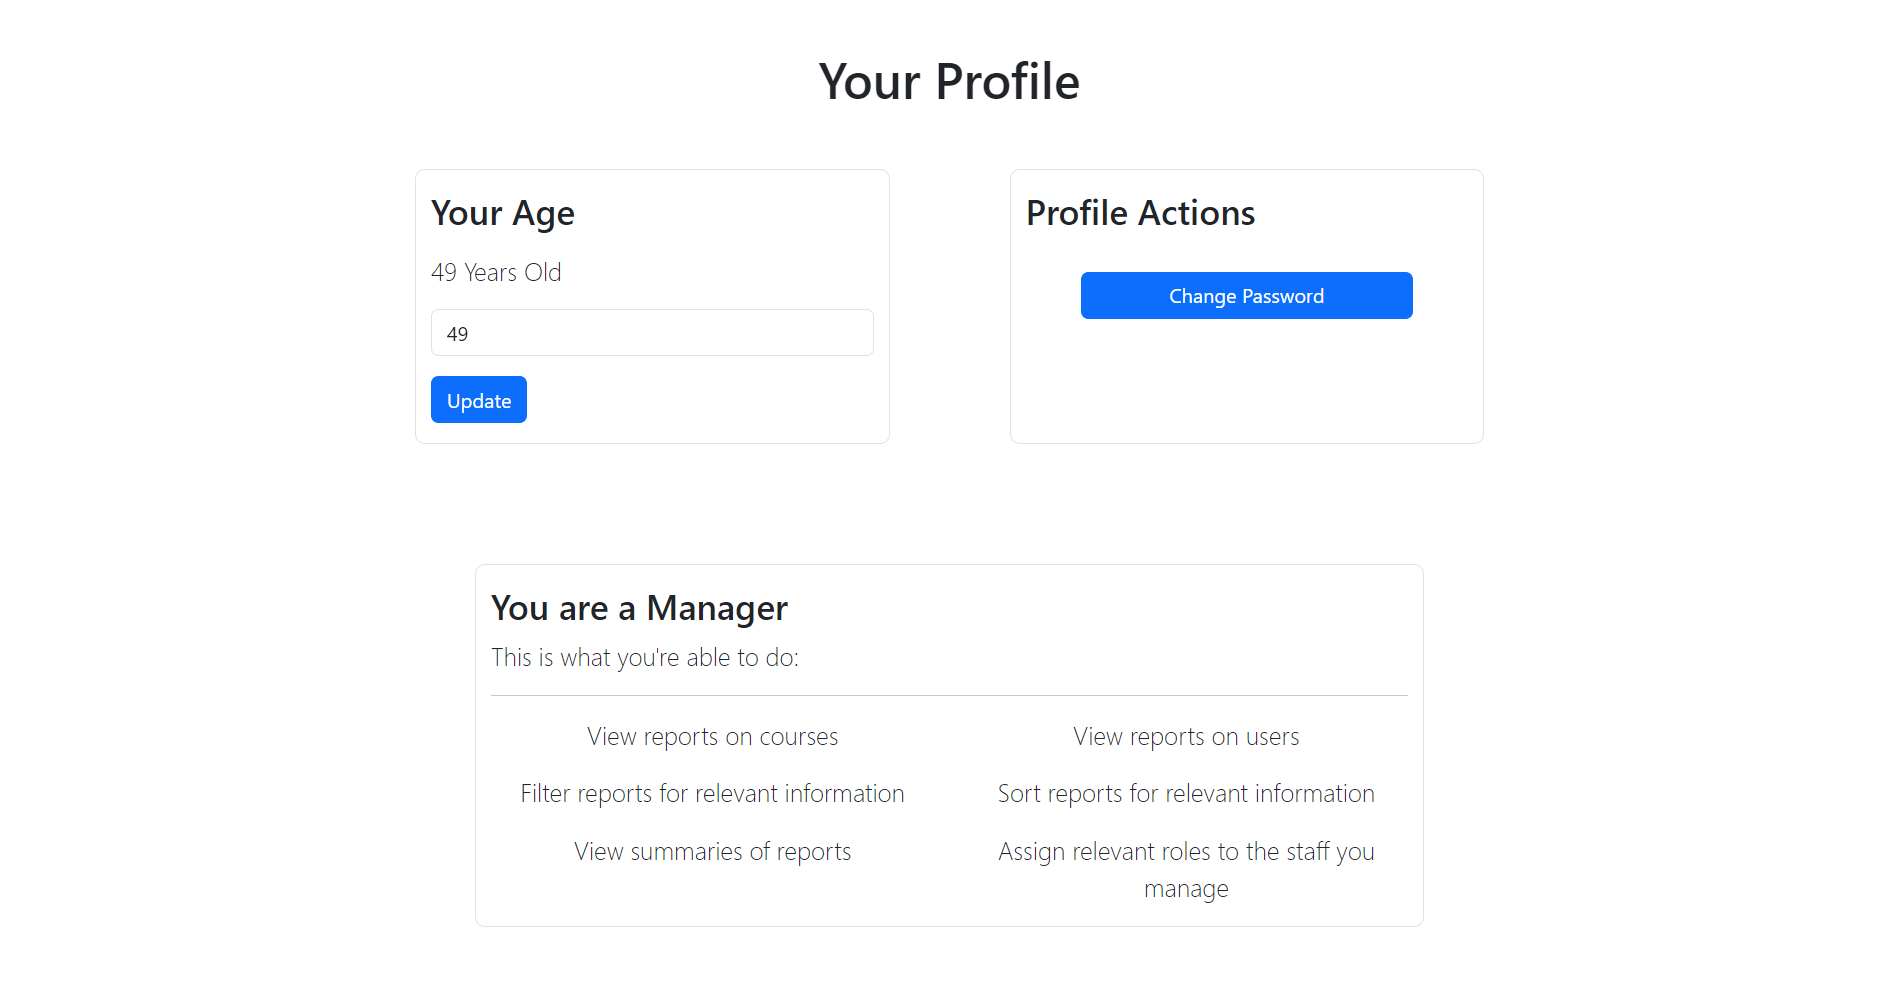 Your Profile
Your Age
49 Years Old
49
Update
Profile Actions
Change Password
You are a Manager
This is what you're able to do:
View reports on courses
View reports on users
Filter reports for relevant information
Sort reports for relevant information
View summaries of reports
Assign relevant roles to the staff you
manage